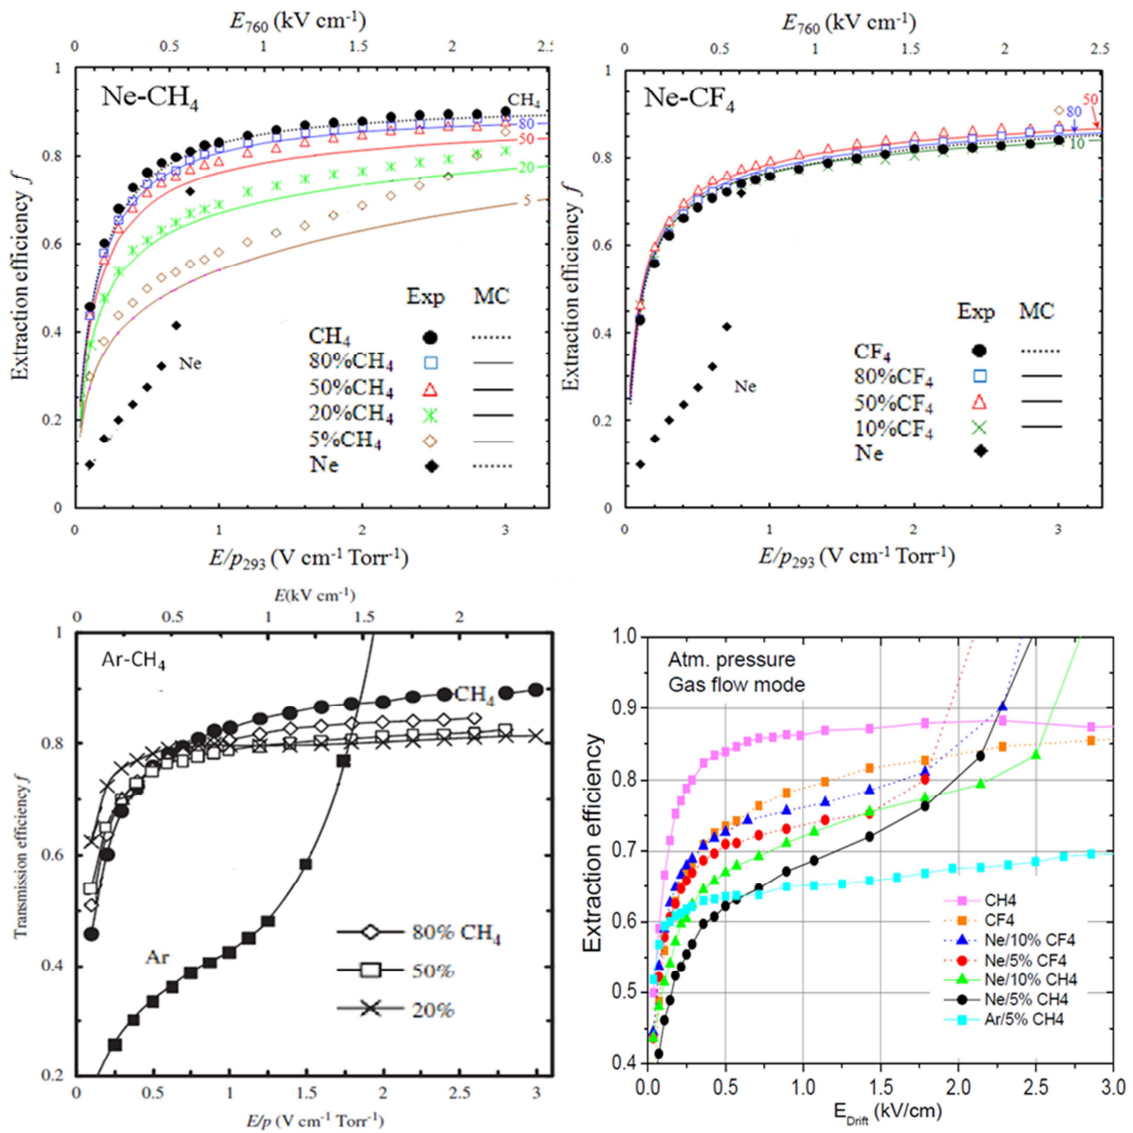 E760 (kV cm-1)
0 0.5 1 1.5 2 2.5
Ne-CH4
CH4
80
50
20
5
Extraction efficiency f
1
0.8
0.6
0.4
0.2
0
Exp MC
CH4
80%CH4
50%CH4
20%CH4
5%CH4
Ne
Ne
0 1 2 3
E/p293 (V cm-1 Torr-1)
E760 (kV cm-1)
0 0.5 1 1.5 2 2.5
Ne-CF4
50
80
10
Extraction efficiency f
1
0.8
0.6
0.4
0.2
0
Exp MC
CF4
80%CF4
50%CF4
10%CF4
Ne
Ne
0 1 2 3
E/p293 (V cm-1 Torr-1)
E(kV cm-1)
0 0.5 1 1.5 2
Ar-CH4
CH4
Transmission efficiency f
1
0.8
0.6
0.4
0.2
Ar
80% CH4
50%
20%
0 0.5 1 1.5 2 2.5 3
E/p (V cm-1 Torr-1)
Atm. pressure
Gas flow mode
Extraction efficiency
1.0
0.9
0.8
0.7
0.6
0.5
0.4
CH4
CF4
Ne/10% CF4
Ne/5% CF4
Ne/10% CH4
Ne/5% CH4
Ar/5% CH4
0.0 0.5 1.0 1.5 2.0 2.5 3.0
EDrift (kV/cm)